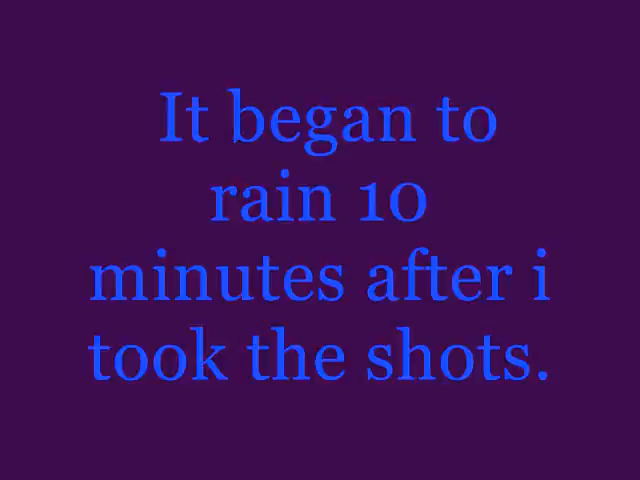 It began to
rain 10
minutes after i
took the shots.